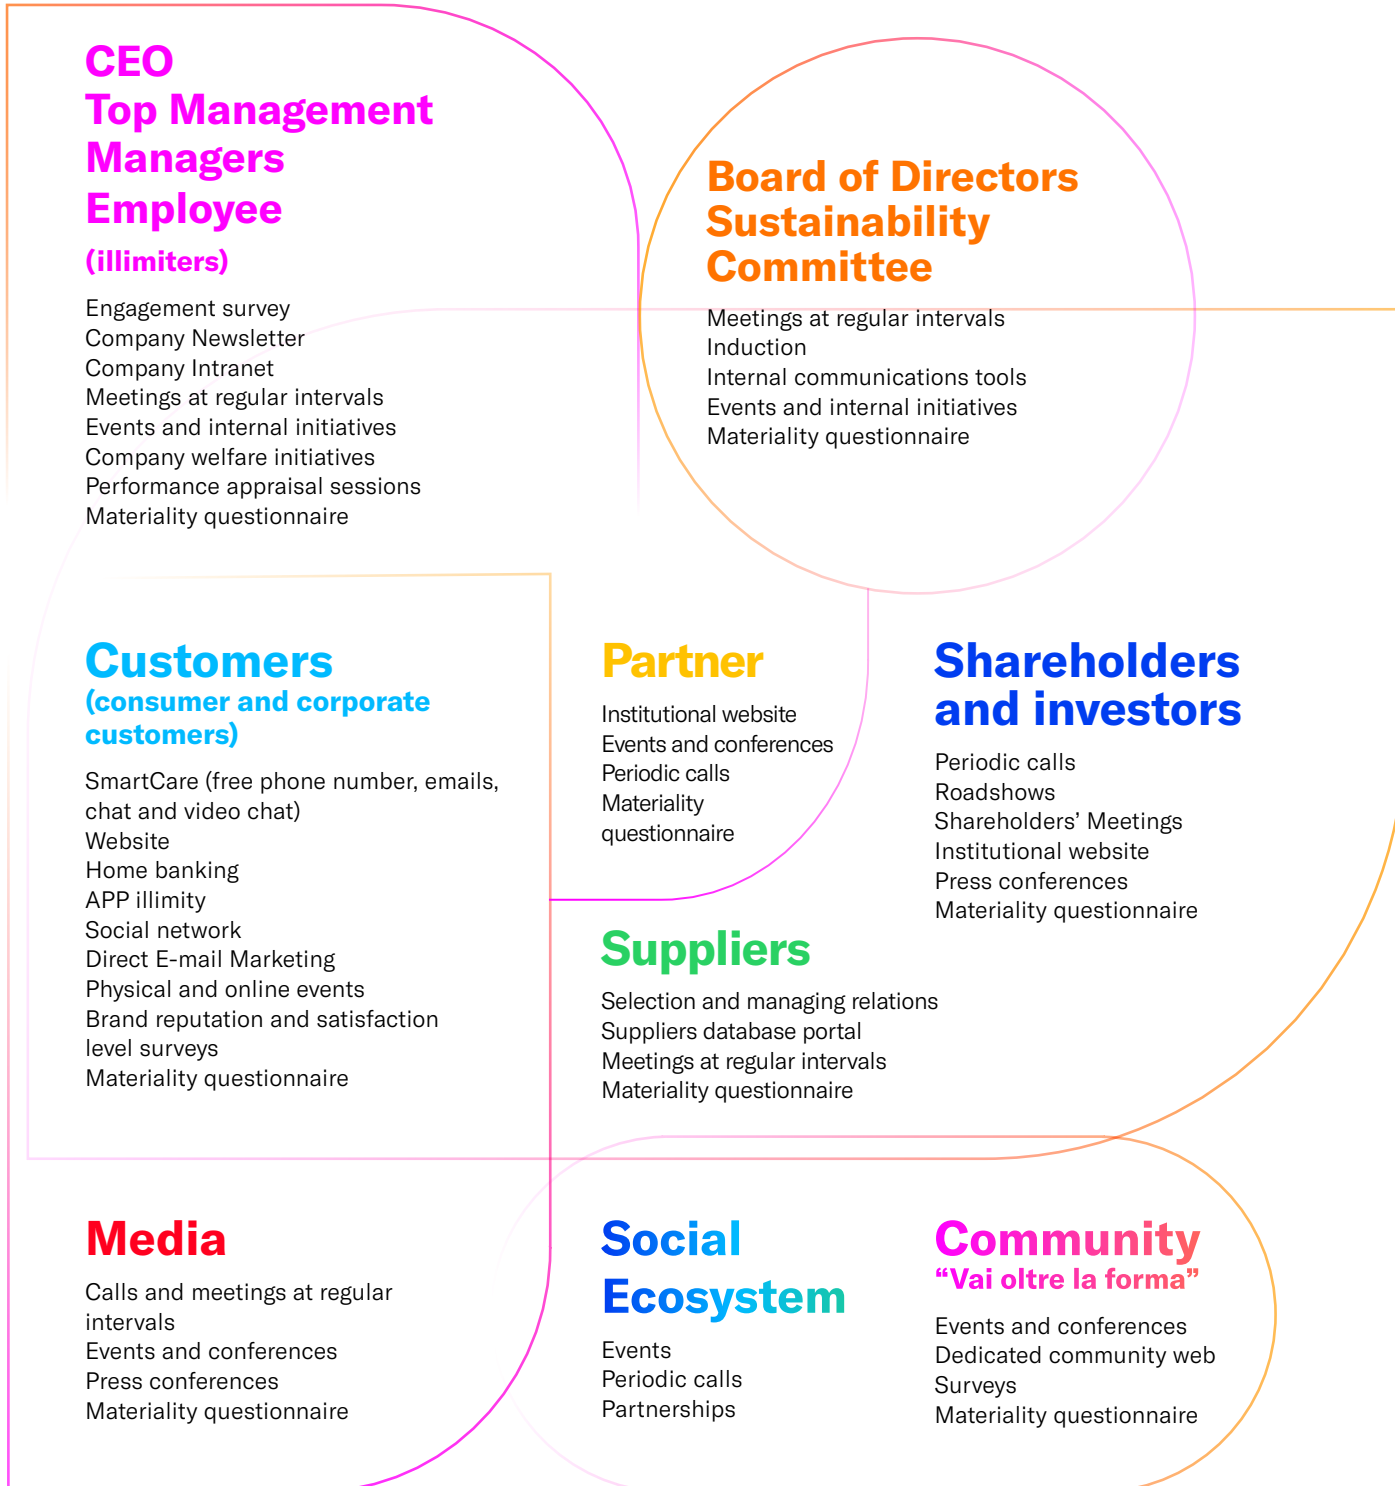 CEO
Top Management
Managers
Employee
(illimiters)
Engagement survey
Company Newsletter
Company Intranet
Meetings at regular intervals
Events and internal initiatives
Company welfare initiatives
Performance appraisal sessions
Materiality questionnaire
Board of Directors
Sustainability
Committee
Meetings at regular intervals
Induction
Internal communications tools
Events and internal initiatives
Materiality questionnaire
Customers
(consumer and corporate
customers)
SmartCare (free phone number, emails,
chat and video chat)
Website
Home banking
APP illimity
Social network
Direct E-mail Marketing
Physical and online events
Brand reputation and satisfaction
level surveys
Materiality questionnaire
Partner
Institutional website
Events and conferences
Periodic calls
Materiality
questionnaire
Shareholders
and investors
Periodic calls
Roadshows
Shareholders’ Meetings
Institutional website
Press conferences
Materiality questionnaire
Suppliers
Selection and managing relations
Suppliers database portal
Meetings at regular intervals
Materiality questionnaire
Media
Calls and meetings at regular
intervals
Events and conferences
Press conferences
Materiality questionnaire
Social
Ecosystem
Events
Periodic calls
Partnerships
Community
“Vai oltre la forma”
Events and conferences
Dedicated community web
Surveys
Materiality questionnaire